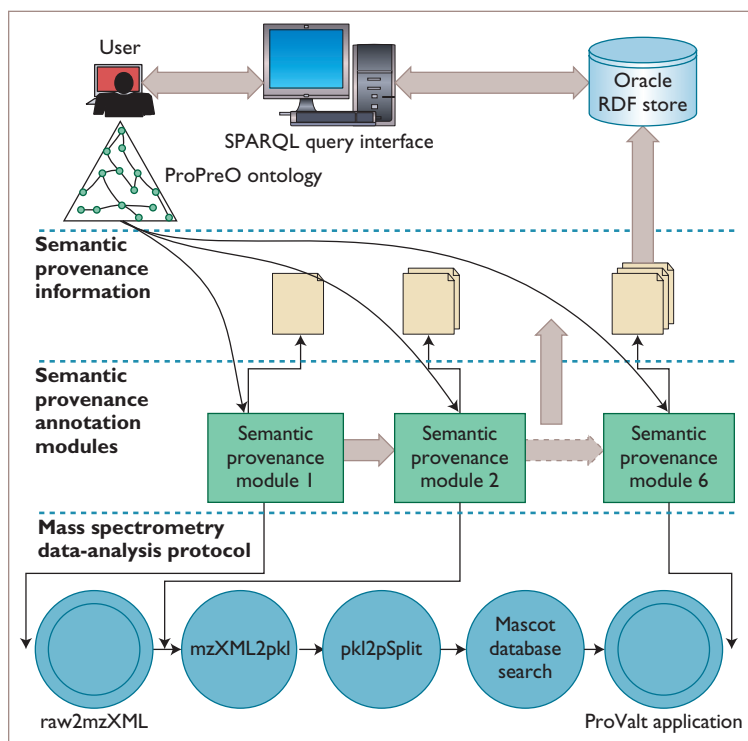 User
Oracle
RDF store
SPARQL query interface
ProPreO ontology
Semantic
provenance
information
Semantic
provenance
annotation
modules
Semantic
provenance
module 1
Semantic
provenance
module 2
Semantic
provenance
module 6
Mass spectrometry
data-analysis protocol
mzXML2pkl
pkl2pSplit
Mascot
database
search
raw2mzXML
ProValt application